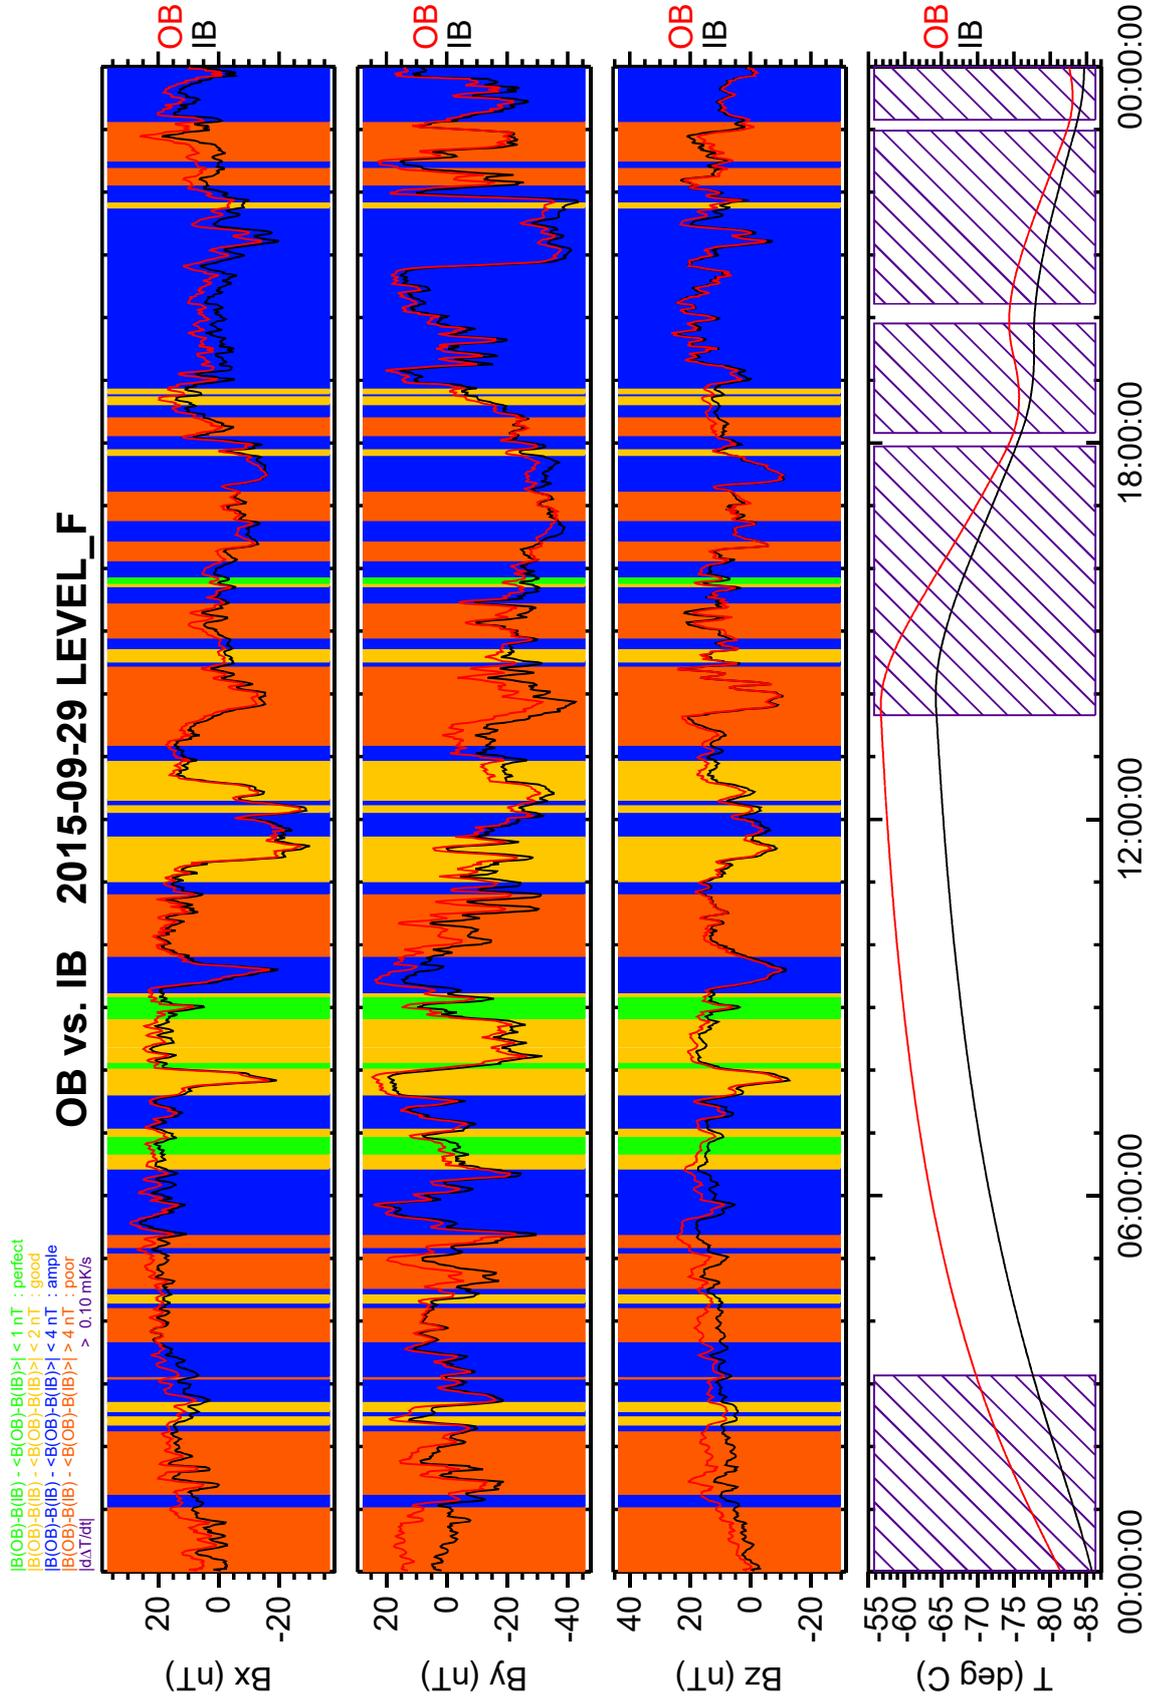 OB vs. IB 2015-09-29 LEVEL_F
|B(OB)-B(IB) - <B(OB)-B(IB)>| < 1 nT : perfect
|B(OB)-B(IB) - <B(OB)-B(IB)>| < 2 nT : good
|B(OB)-B(IB) - <B(OB)-B(IB)>| < 4 nT : ample
|B(OB)-B(IB) - <B(OB)-B(IB)>| > 4 nT : poor
|dΔT/dt| > 0.10 mK/s
Bx (nT)
20
0
-20
OB
IB
By (nT)
20
0
-20
-40
OB
IB
Bz (nT)
40
20
0
-20
OB
IB
T (deg C)
-55
-60
-65
-70
-75
-80
-85
OB
IB
00:00:00 06:00:00 12:00:00 18:00:00 00:00:00